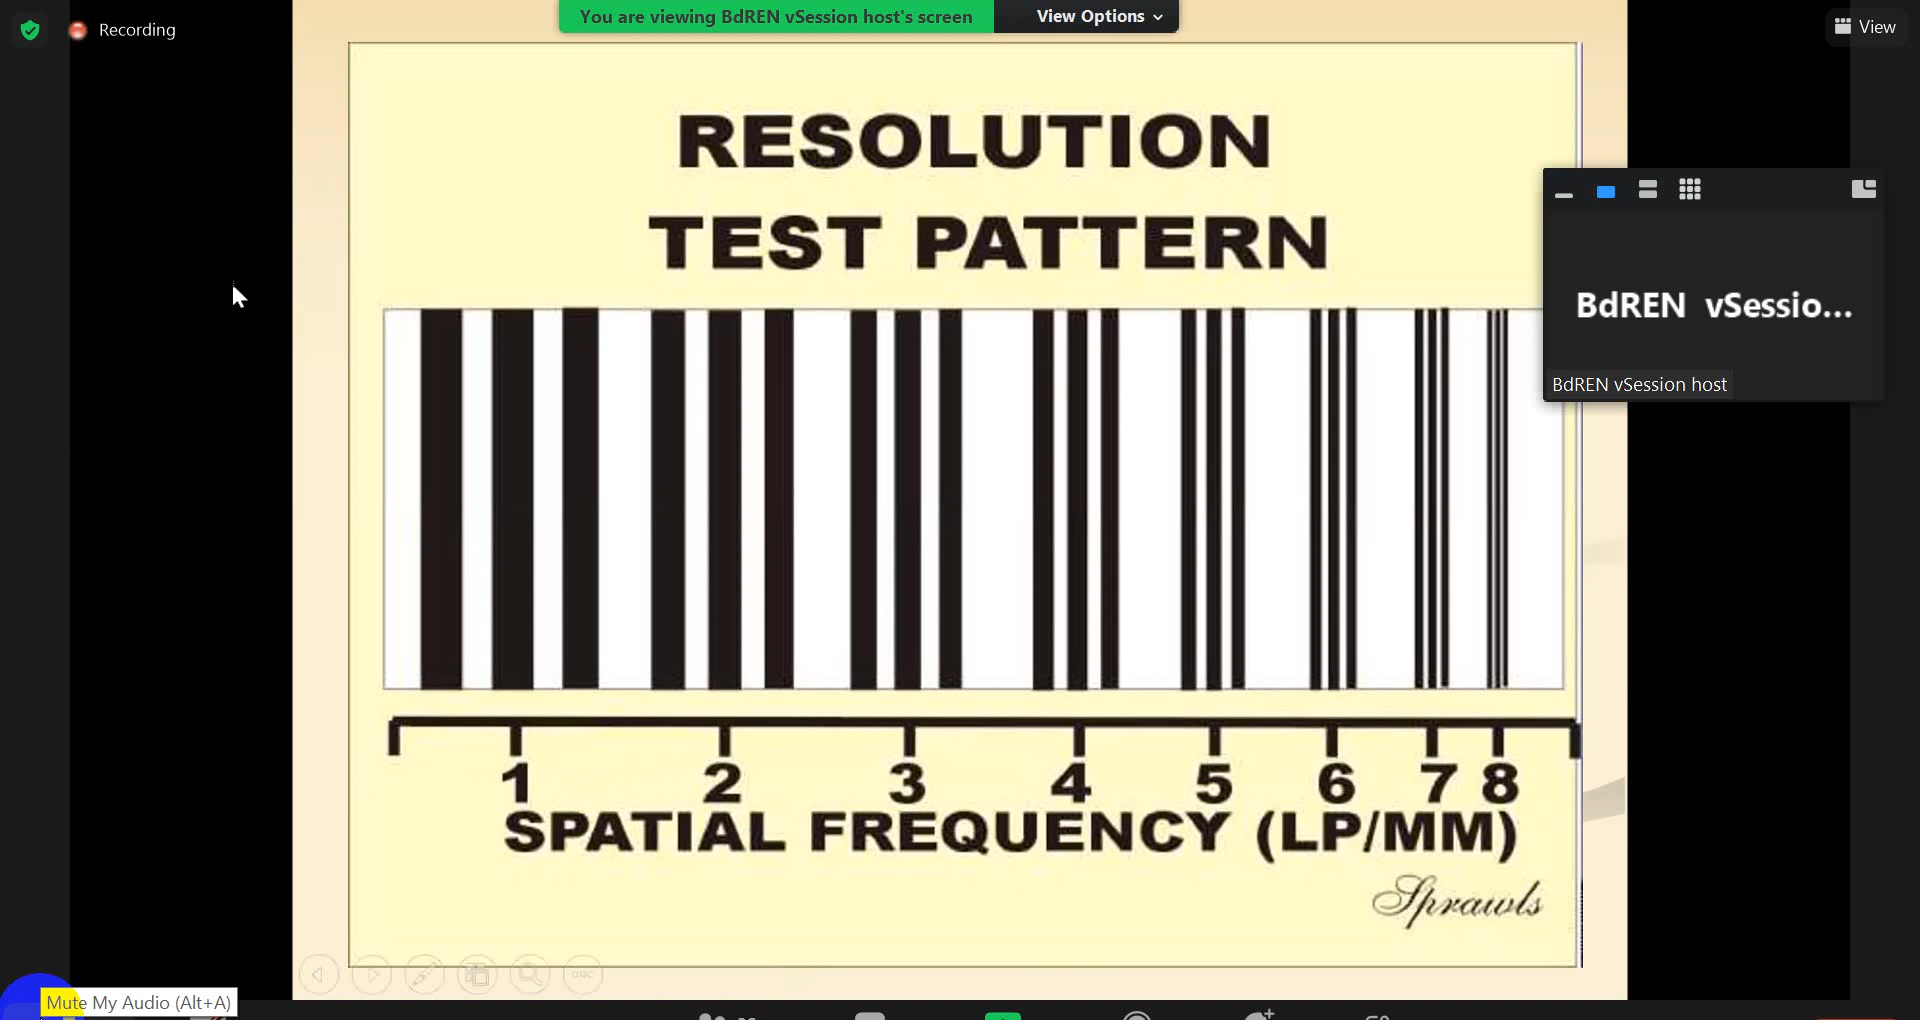 Recording
You are viewing BdREN vSession host's screen
View Options
View
RESOLUTION
TEST PATTERN
BdREN vSessio...
BdREN vSession host
1 2 3 4 5 6 7 8
SPATIAL FREQUENCY (LP/MM)
Sprawls
Mute My Audio (Alt+A)